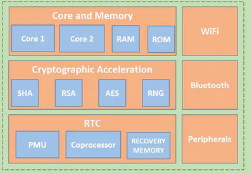 Core and Memory
Core 1
Core 2
RAM
ROM
WiFi
Cryptographic Acceleration
SHA
RSA
AES
RNG
Bluetooth
RTC
PMU
Coprocessor
RECOVERY
MEMORY
Peripherals